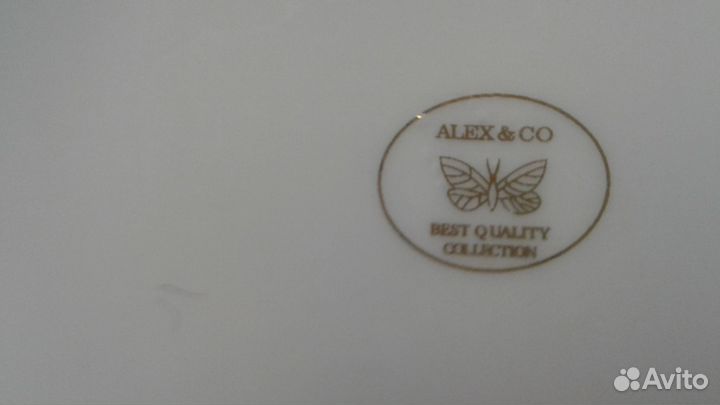 ALEX & CO
BEST QUALITY
COLLECTION
Avito